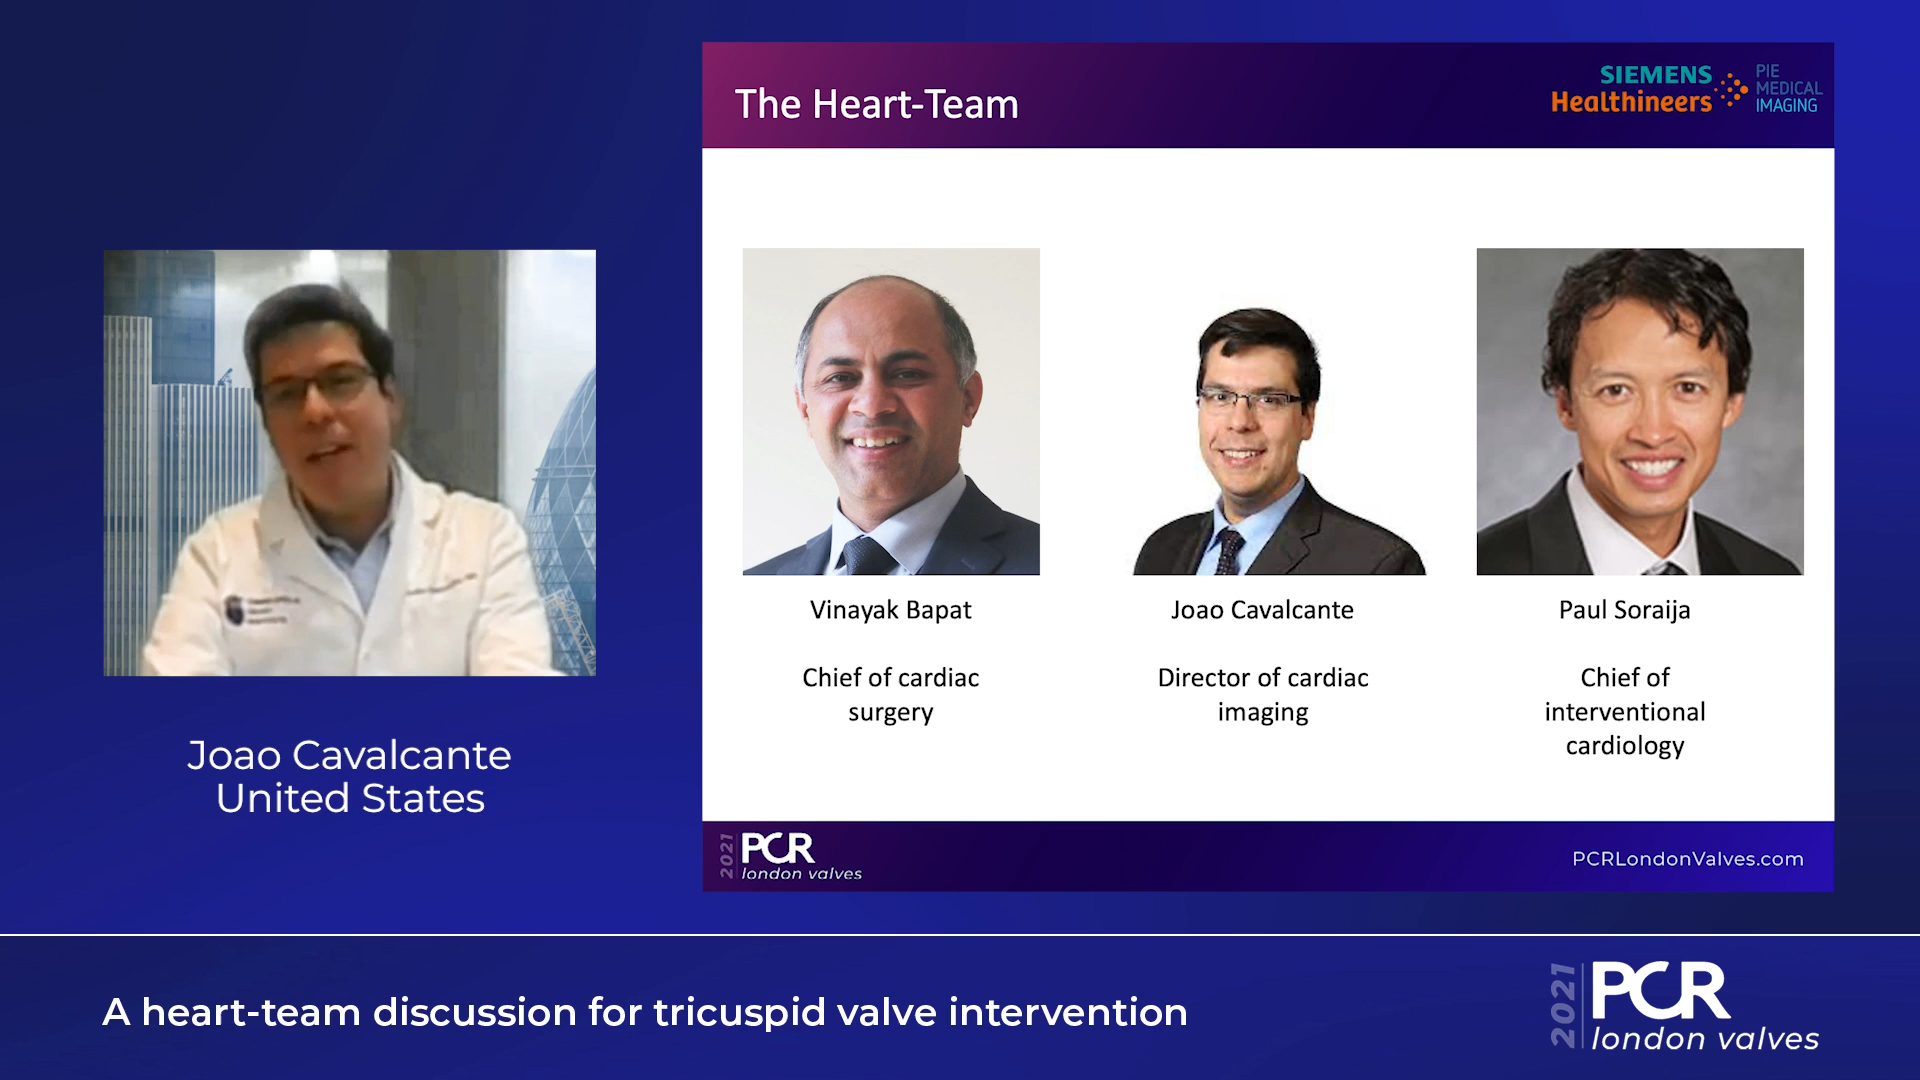 The Heart-Team
SIEMENS
Healthineers
PIE
MEDICAL
IMAGING
Vinayak Bapat
Chief of cardiac
surgery
Joao Cavalcante
Director of cardiac
imaging
Paul Soraija
Chief of
interventional
cardiology
Joao Cavalcante
United States
2021
PCR
london valves
PCRLondonValves.com
A heart-team discussion for tricuspid valve intervention
2021
PCR
london valves